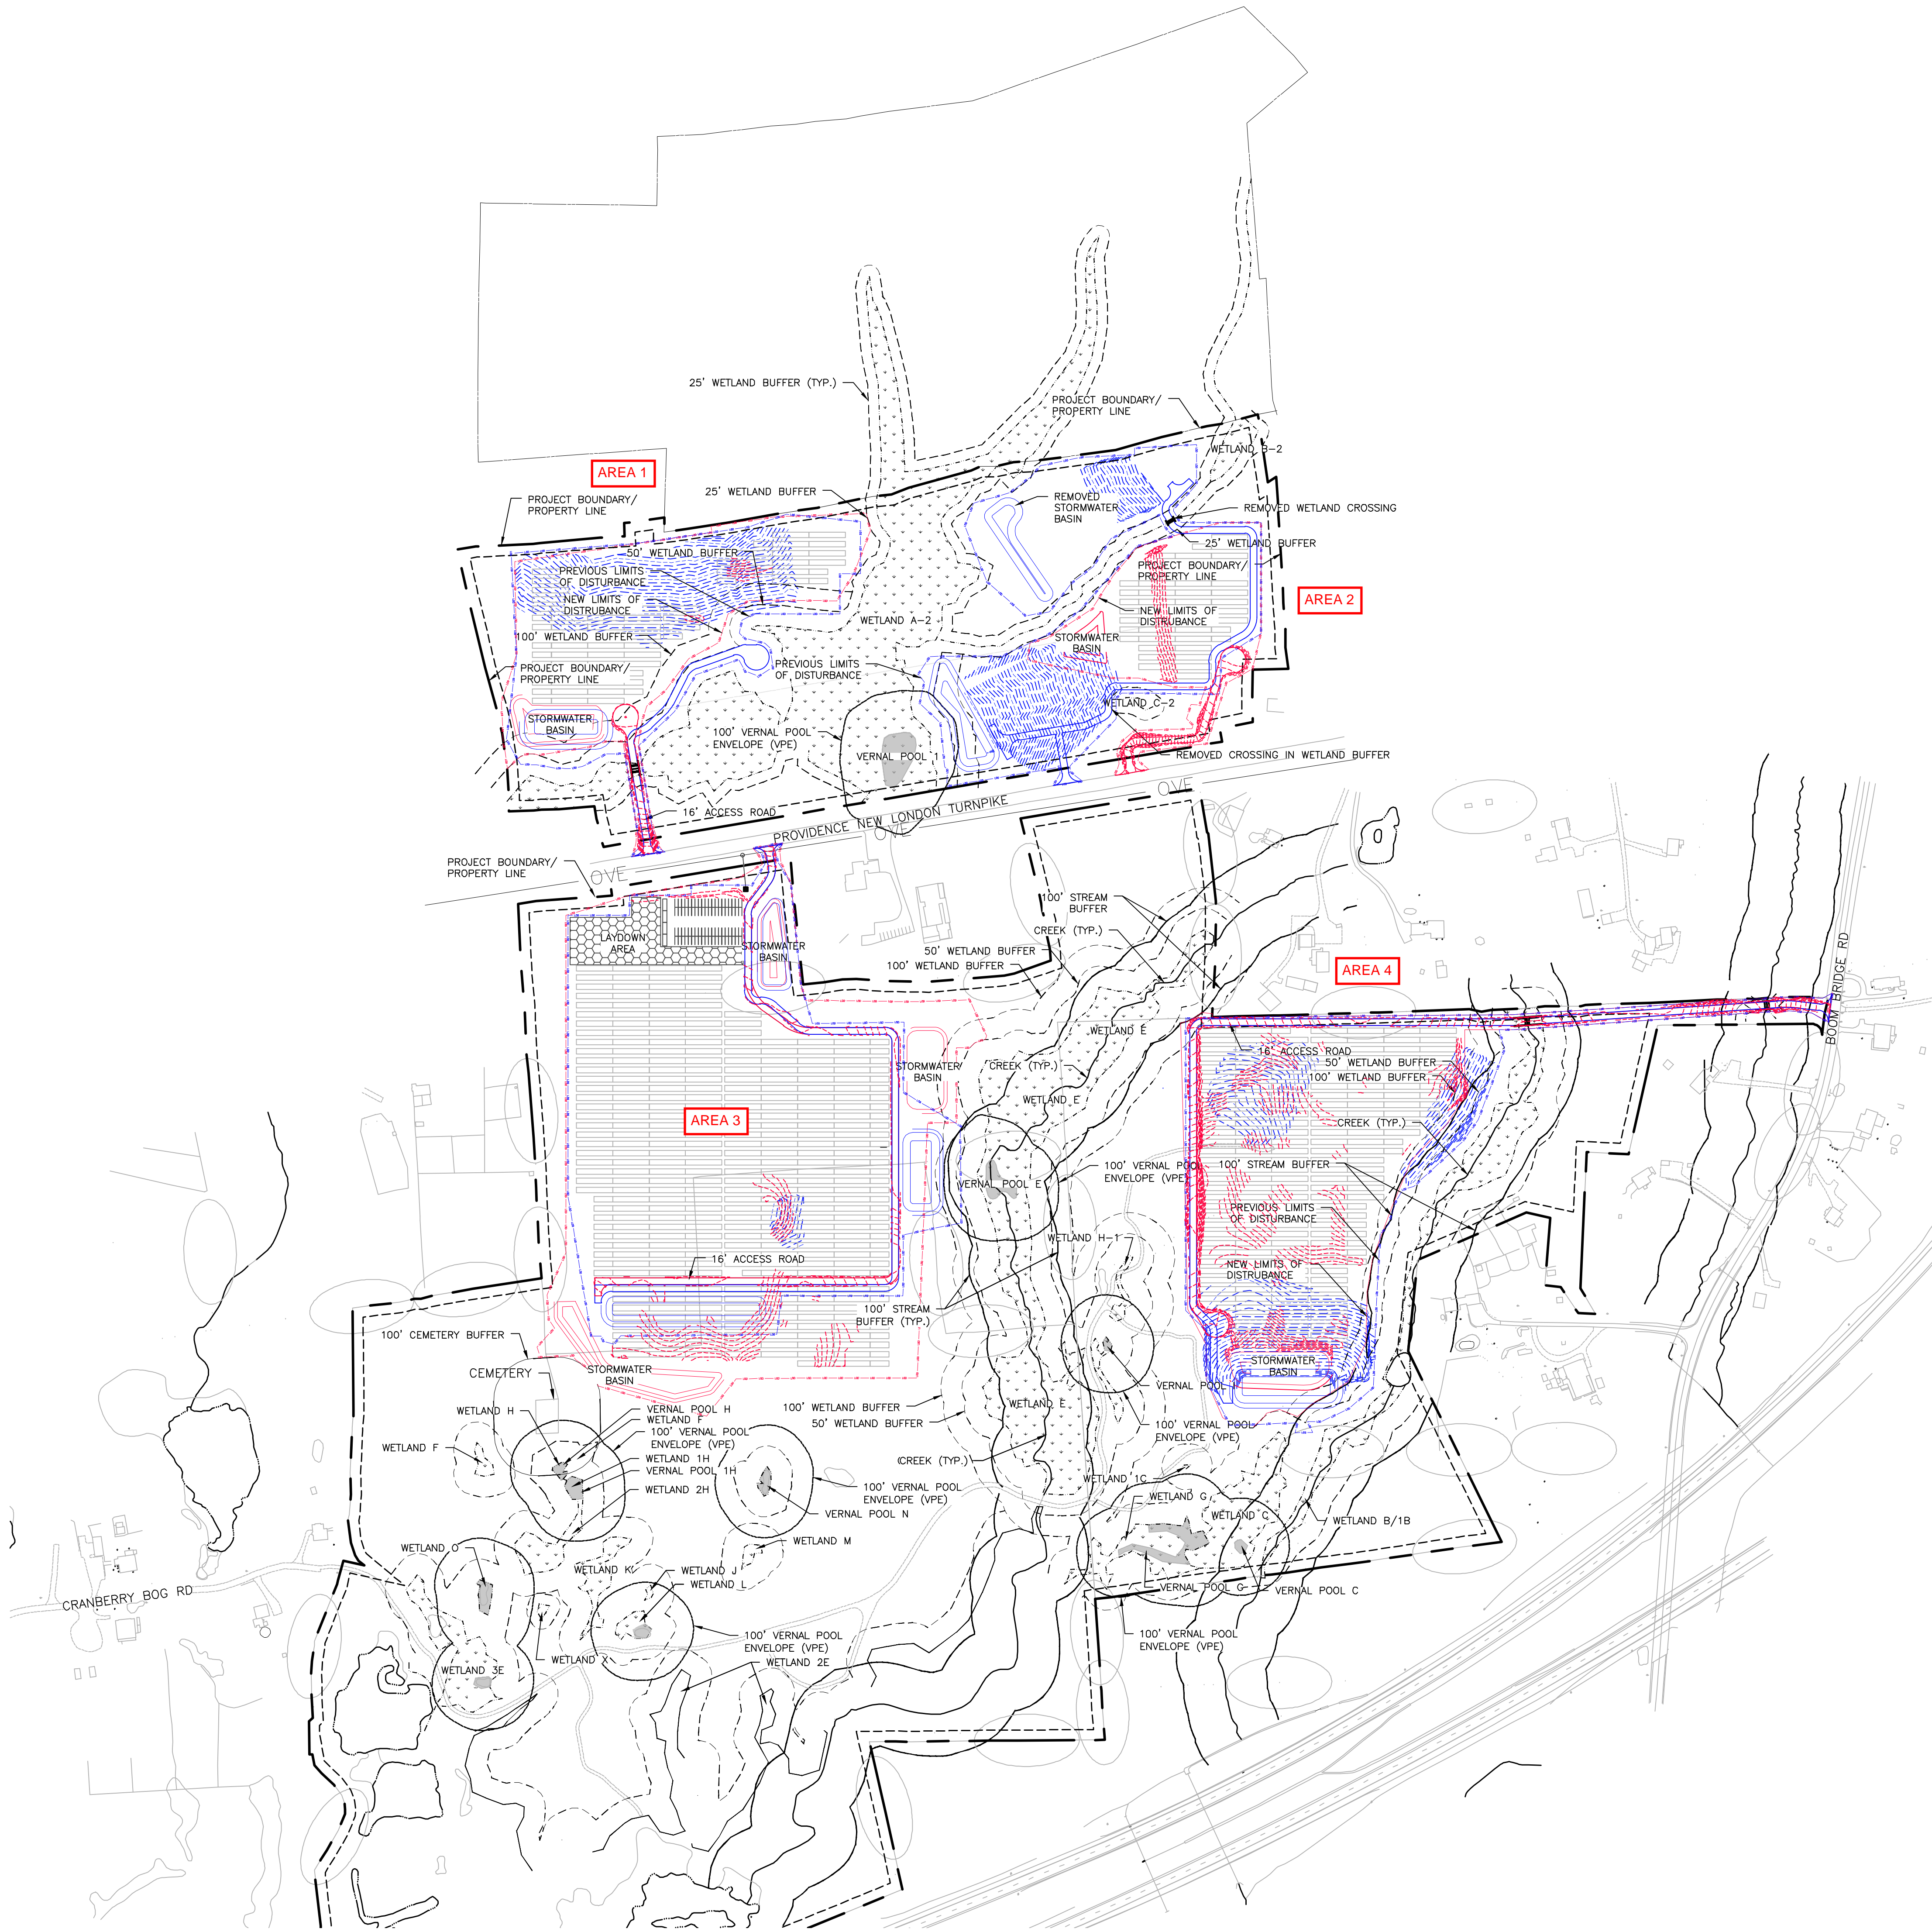 25' WETLAND BUFFER (TYP.)
PROJECT BOUNDARY/
PROPERTY LINE
WETLAND B-2
AREA 1
25' WETLAND BUFFER
PROJECT BOUNDARY/
PROPERTY LINE
REMOVED
STORMWATER
BASIN
REMOVED WETLAND CROSSING
25' WETLAND BUFFER
50' WETLAND BUFFER
PROJECT BOUNDARY/
PROPERTY LINE
PREVIOUS LIMITS
OF DISTURBANCE
NEW LIMITS OF
DISTRUBANCE
AREA 2
NEW LIMITS OF
DISTRUBANCE
WETLAND A-2
100' WETLAND BUFFER
STORMWATER
BASIN
PROJECT BOUNDARY/
PROPERTY LINE
PREVIOUS LIMITS
OF DISTURBANCE
WETLAND C-2
STORMWATER
BASIN
100' VERNAL POOL
ENVELOPE (VPE)
VERNAL POOL 1
REMOVED CROSSING IN WETLAND BUFFER
16' ACCESS ROAD
PROVIDENCE NEW LONDON TURNPIKE
OVE
OVE
OVE
PROJECT BOUNDARY/
PROPERTY LINE
100' STREAM
BUFFER
CREEK (TYP.)
LAYDOWN
AREA
STORMWATER
BASIN
50' WETLAND BUFFER
100' WETLAND BUFFER
AREA 4
BOOM BRIDGE RD
WETLAND E
16' ACCESS ROAD
50' WETLAND BUFFER
100' WETLAND BUFFER
STORMWATER
BASIN
CREEK (TYP.)
WETLAND E
AREA 3
CREEK (TYP.)
100' VERNAL POOL
ENVELOPE (VPE)
100' STREAM BUFFER
VERNAL POOL E
PREVIOUS LIMITS
OF DISTURBANCE
WETLAND H-1
16' ACCESS ROAD
NEW LIMITS OF
DISTRUBANCE
100' STREAM
BUFFER (TYP.)
100' CEMETERY BUFFER
CEMETERY
STORMWATER
BASIN
STORMWATER
BASIN
VERNAL POOL
WETLAND E
100' WETLAND BUFFER
50' WETLAND BUFFER
100' VERNAL POOL
ENVELOPE (VPE)
WETLAND H
VERNAL POOL H
WETLAND F
100' VERNAL POOL
ENVELOPE (VPE)
WETLAND F
WETLAND 1H
VERNAL POOL 1H
WETLAND 2H
CREEK (TYP.)
WETLAND 1C
100' VERNAL POOL
ENVELOPE (VPE)
VERNAL POOL N
WETLAND G
WETLAND C
WETLAND B/1B
WETLAND M
WETLAND O
WETLAND K
WETLAND J
WETLAND L
VERNAL POOL G
VERNAL POOL C
CRANBERRY BOG RD
100' VERNAL POOL
ENVELOPE (VPE)
100' VERNAL POOL
ENVELOPE (VPE)
WETLAND X
WETLAND 2E
WETLAND 3E